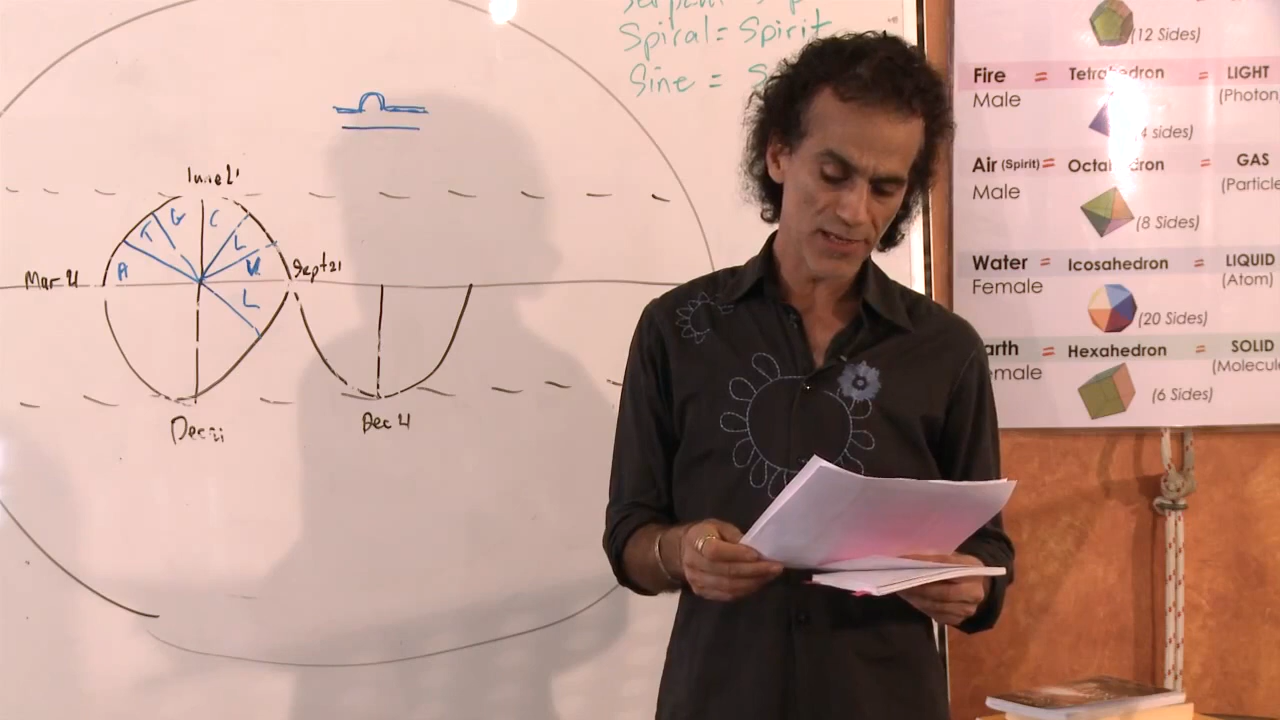 Spiral = Spirit
Sine =
June 21
A T G C L V L
Mar 21
Sept 21
Dec 21
Dec 21
(12 Sides)
Fire = Tetrahedron = LIGHT
Male (Photon
4 sides)
Air (Spirit) = Octahedron = GAS
Male (Particle
(8 Sides)
Water = Icosahedron = LIQUID
Female (Atom)
(20 Sides)
arth = Hexahedron = SOLID
emale (Molecul
(6 Sides)